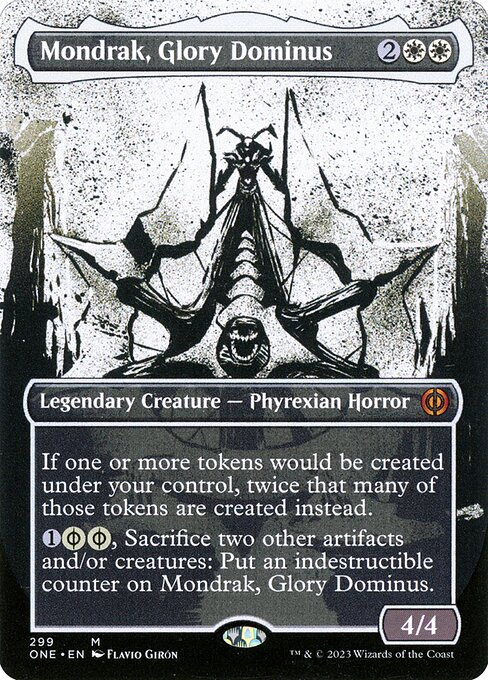 Mondrak, Glory Dominus 2
Legendary Creature — Phyrexian Horror
If one or more tokens would be created
under your control, twice that many of
those tokens are created instead.
1, Sacrifice two other artifacts
and/or creatures: Put an indestructible
counter on Mondrak, Glory Dominus.
4/4
299 M
ONE • EN Flavio Girón
™ & © 2023 Wizards of the Coast